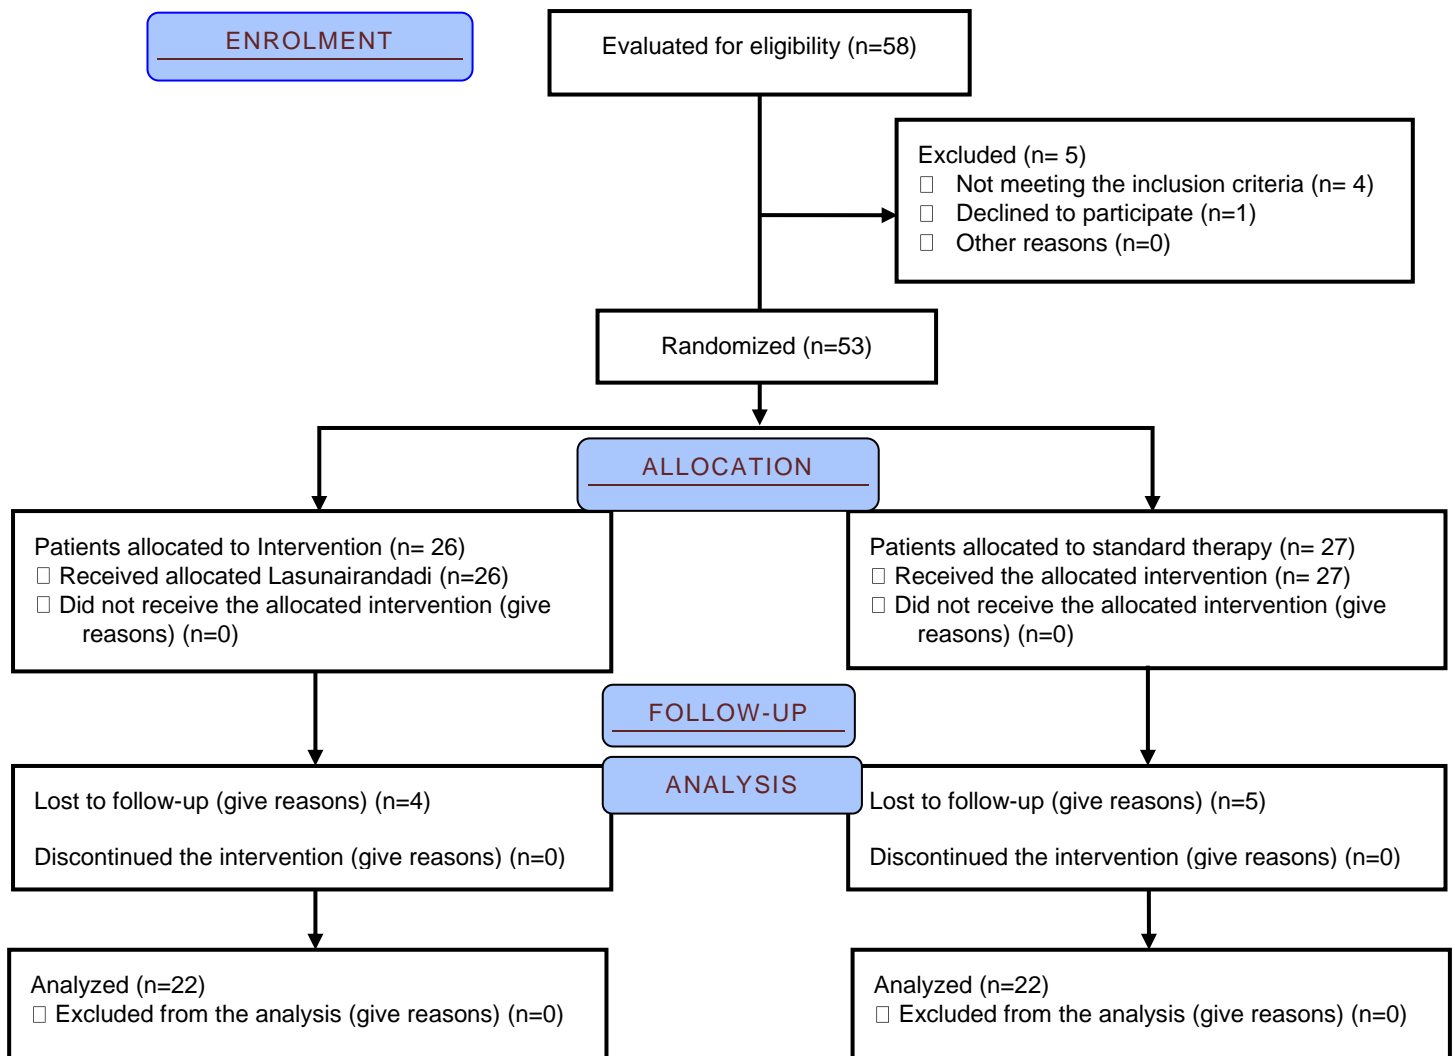 ENROLMENT
Evaluated for eligibility (n=58)
Excluded (n= 5)
□ Not meeting the inclusion criteria (n= 4)
□ Declined to participate (n=1)
□ Other reasons (n=0)
Randomized (n=53)
ALLOCATION
Patients allocated to Intervention (n= 26)
□ Received allocated Lasunairandadi (n=26)
□ Did not receive the allocated intervention (give
reasons) (n=0)
Patients allocated to standard therapy (n= 27)
□ Received the allocated intervention (n= 27)
□ Did not receive the allocated intervention (give
reasons) (n=0)
FOLLOW-UP
ANALYSIS
Lost to follow-up (give reasons) (n=4)
Discontinued the intervention (give reasons) (n=0)
Lost to follow-up (give reasons) (n=5)
Discontinued the intervention (give reasons) (n=0)
Analyzed (n=22)
□ Excluded from the analysis (give reasons) (n=0)
Analyzed (n=22)
□ Excluded from the analysis (give reasons) (n=0)